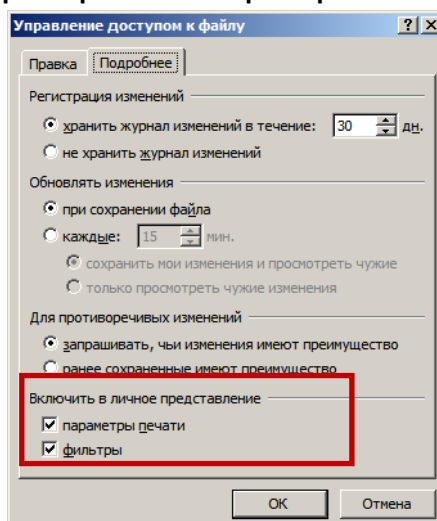 Управление доступом к файлу
Правка Подробнее
Регистрация изменений
хранить журнал изменений в течение: 30 дн.
не хранить журнал изменений
Обновлять изменения
при сохранении файла
каждые: 15 мин.
сохранить мои изменения и просмотреть чужие
только просмотреть чужие изменения
Для противоречивых изменений
запрашивать, чьи изменения имеют преимущество
ранее сохраненные имеют преимущество
Включить в личное представление
параметры печати
фильтры
ОК Отмена